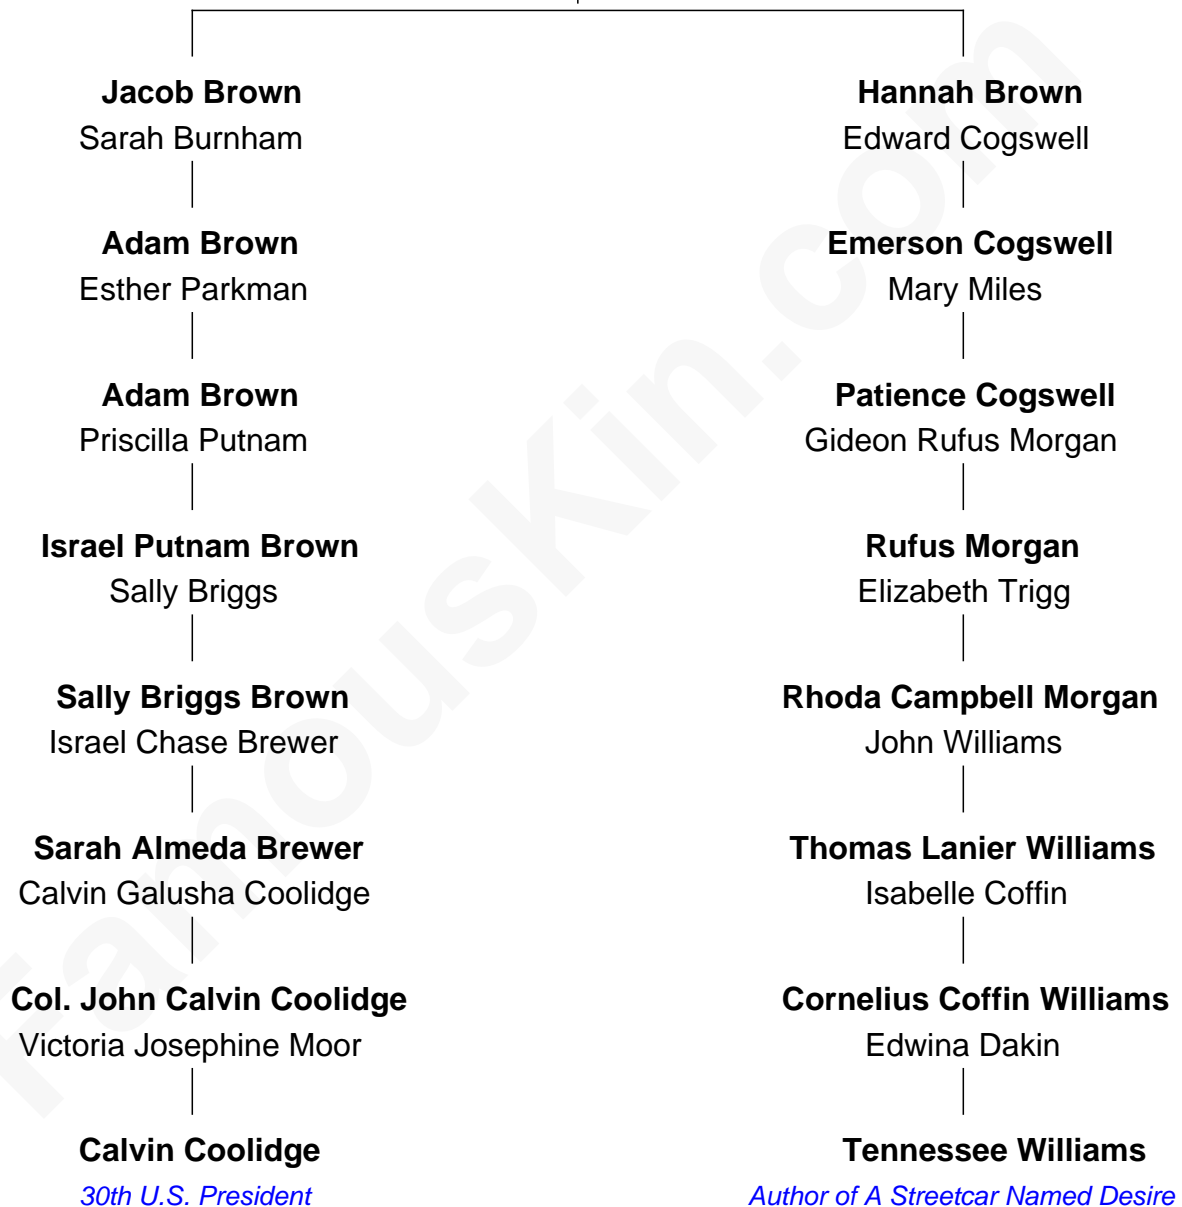 Jacob Brown
Sarah Burnham
Adam Brown
Esther Parkman
Adam Brown
Priscilla Putnam
Israel Putnam Brown
Sally Briggs
Sally Briggs Brown
Israel Chase Brewer
Sarah Almeda Brewer
Calvin Galusha Coolidge
Col. John Calvin Coolidge
Victoria Josephine Moor
Calvin Coolidge
30th U.S. President
Hannah Brown
Edward Cogswell
Emerson Cogswell
Mary Miles
Patience Cogswell
Gideon Rufus Morgan
Rufus Morgan
Elizabeth Trigg
Rhoda Campbell Morgan
John Williams
Thomas Lanier Williams
Isabelle Coffin
Cornelius Coffin Williams
Edwina Dakin
Tennessee Williams
Author of A Streetcar Named Desire
FamousKin.com